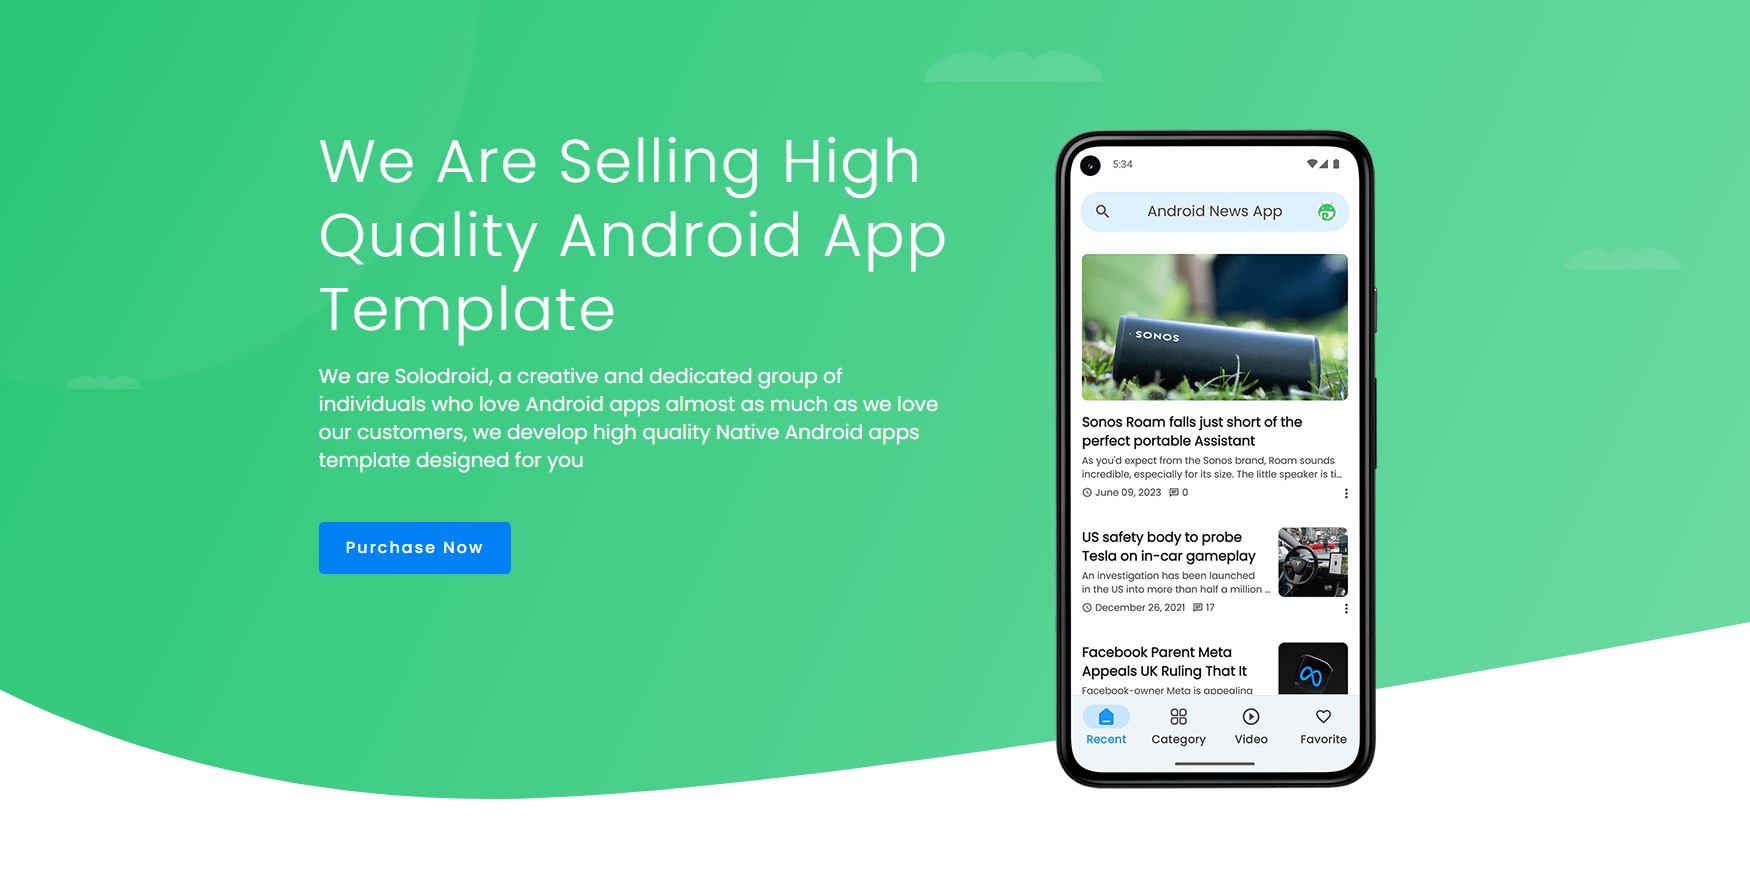 We Are Selling High
Quality Android App
Template
We are Solodroid, a creative and dedicated group of
individuals who love Android apps almost as much as we love
our customers, we develop high quality Native Android apps
template designed for you
Purchase Now
5:34
Android News App
SONOS
Sonos Roam falls just short of the
perfect portable Assistant
As you'd expect from the Sonos brand, Roam sounds
incredible, especially for its size. The little speaker is ti...
June 09, 2023 0
US safety body to probe
Tesla on in-car gameplay
An investigation has been launched
in the US into more than half a million ...
December 26, 2021 17
Facebook Parent Meta
Appeals UK Ruling That It
Facebook-owner Meta is appealing
Recent Category Video Favorite